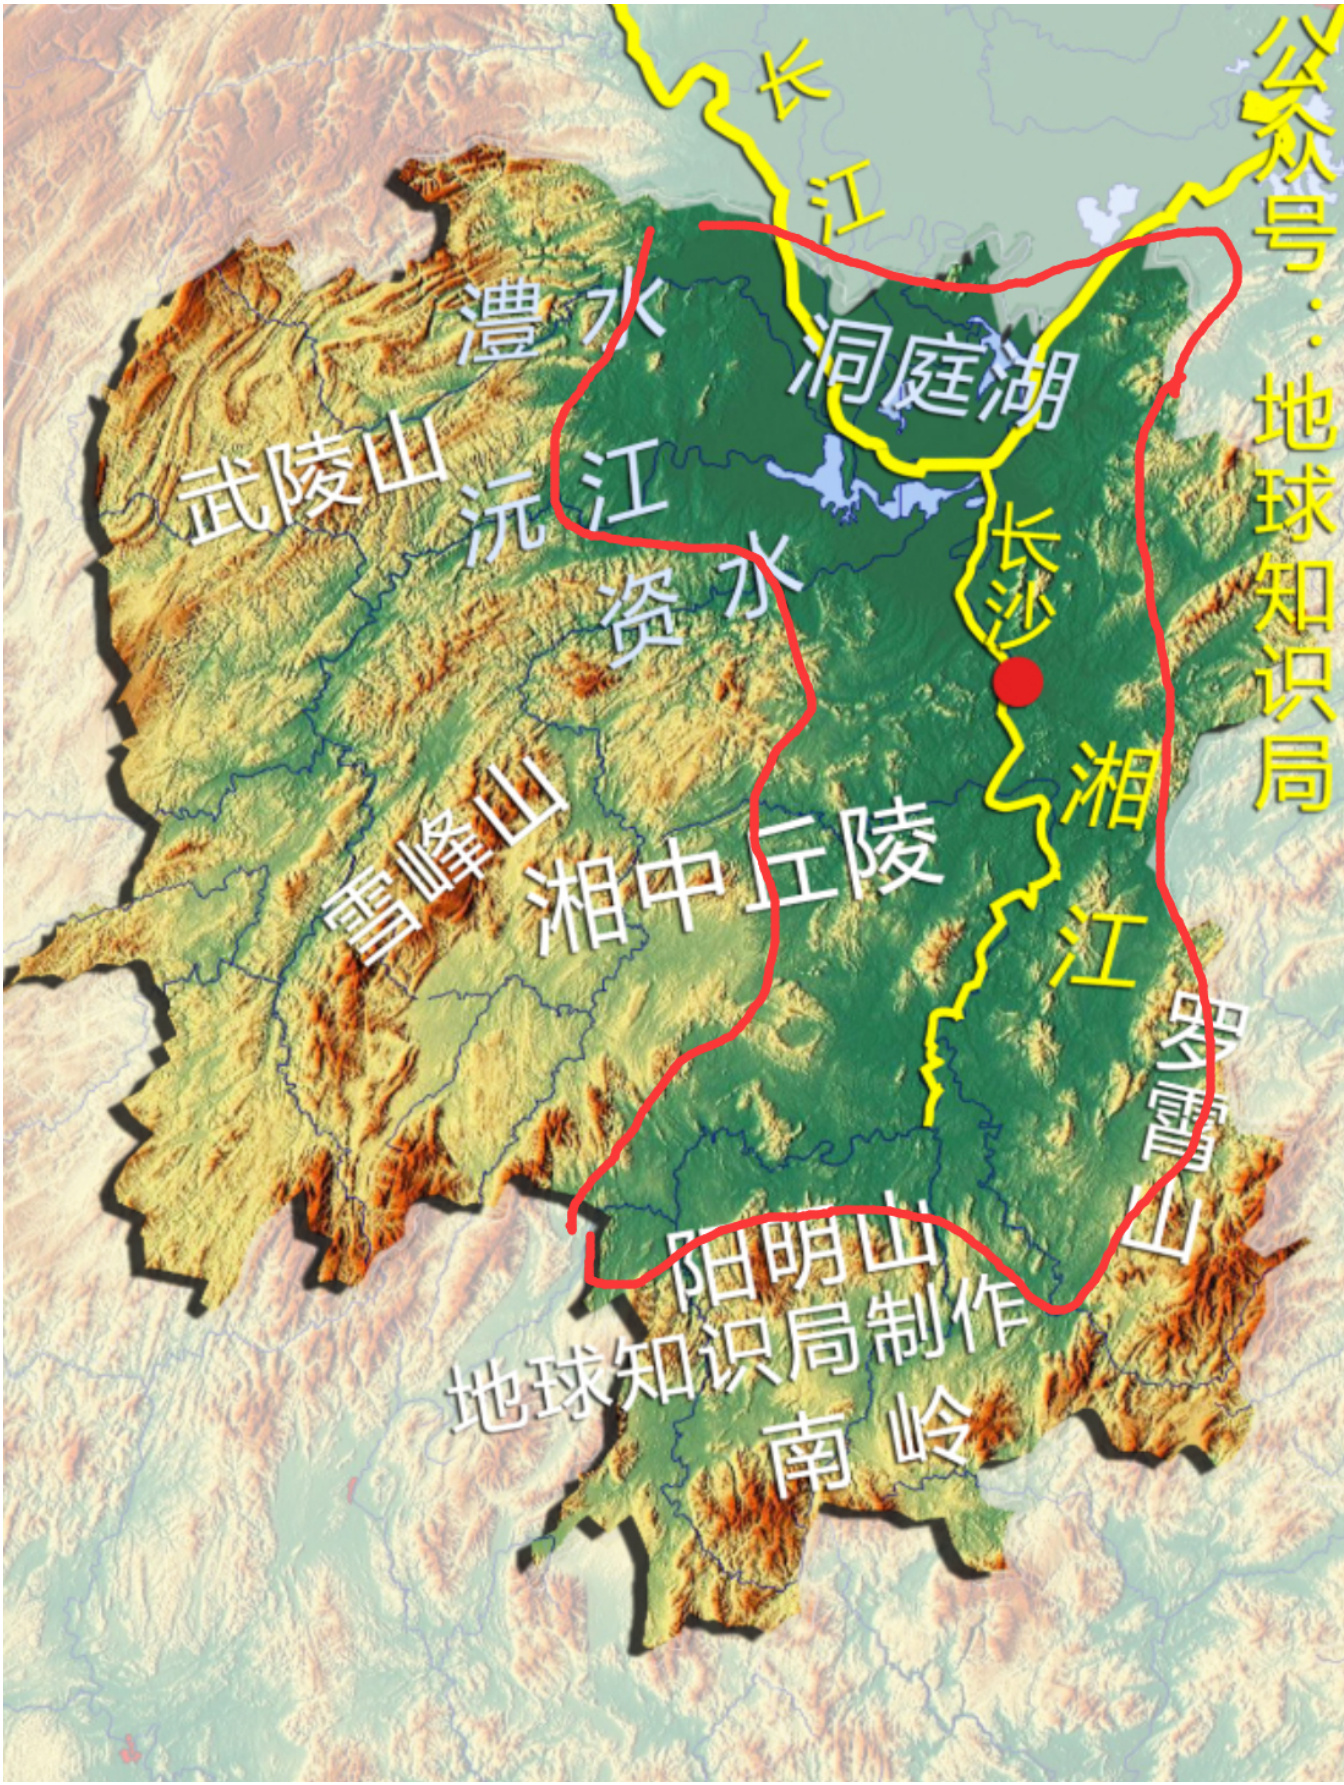 长江
公众号：地球知识局
澧水
洞庭湖
武陵山
沅江
资水
长沙
湘江
雪峰山
湘中丘陵
罗霄山
阳明山
地球知识局制作
南岭